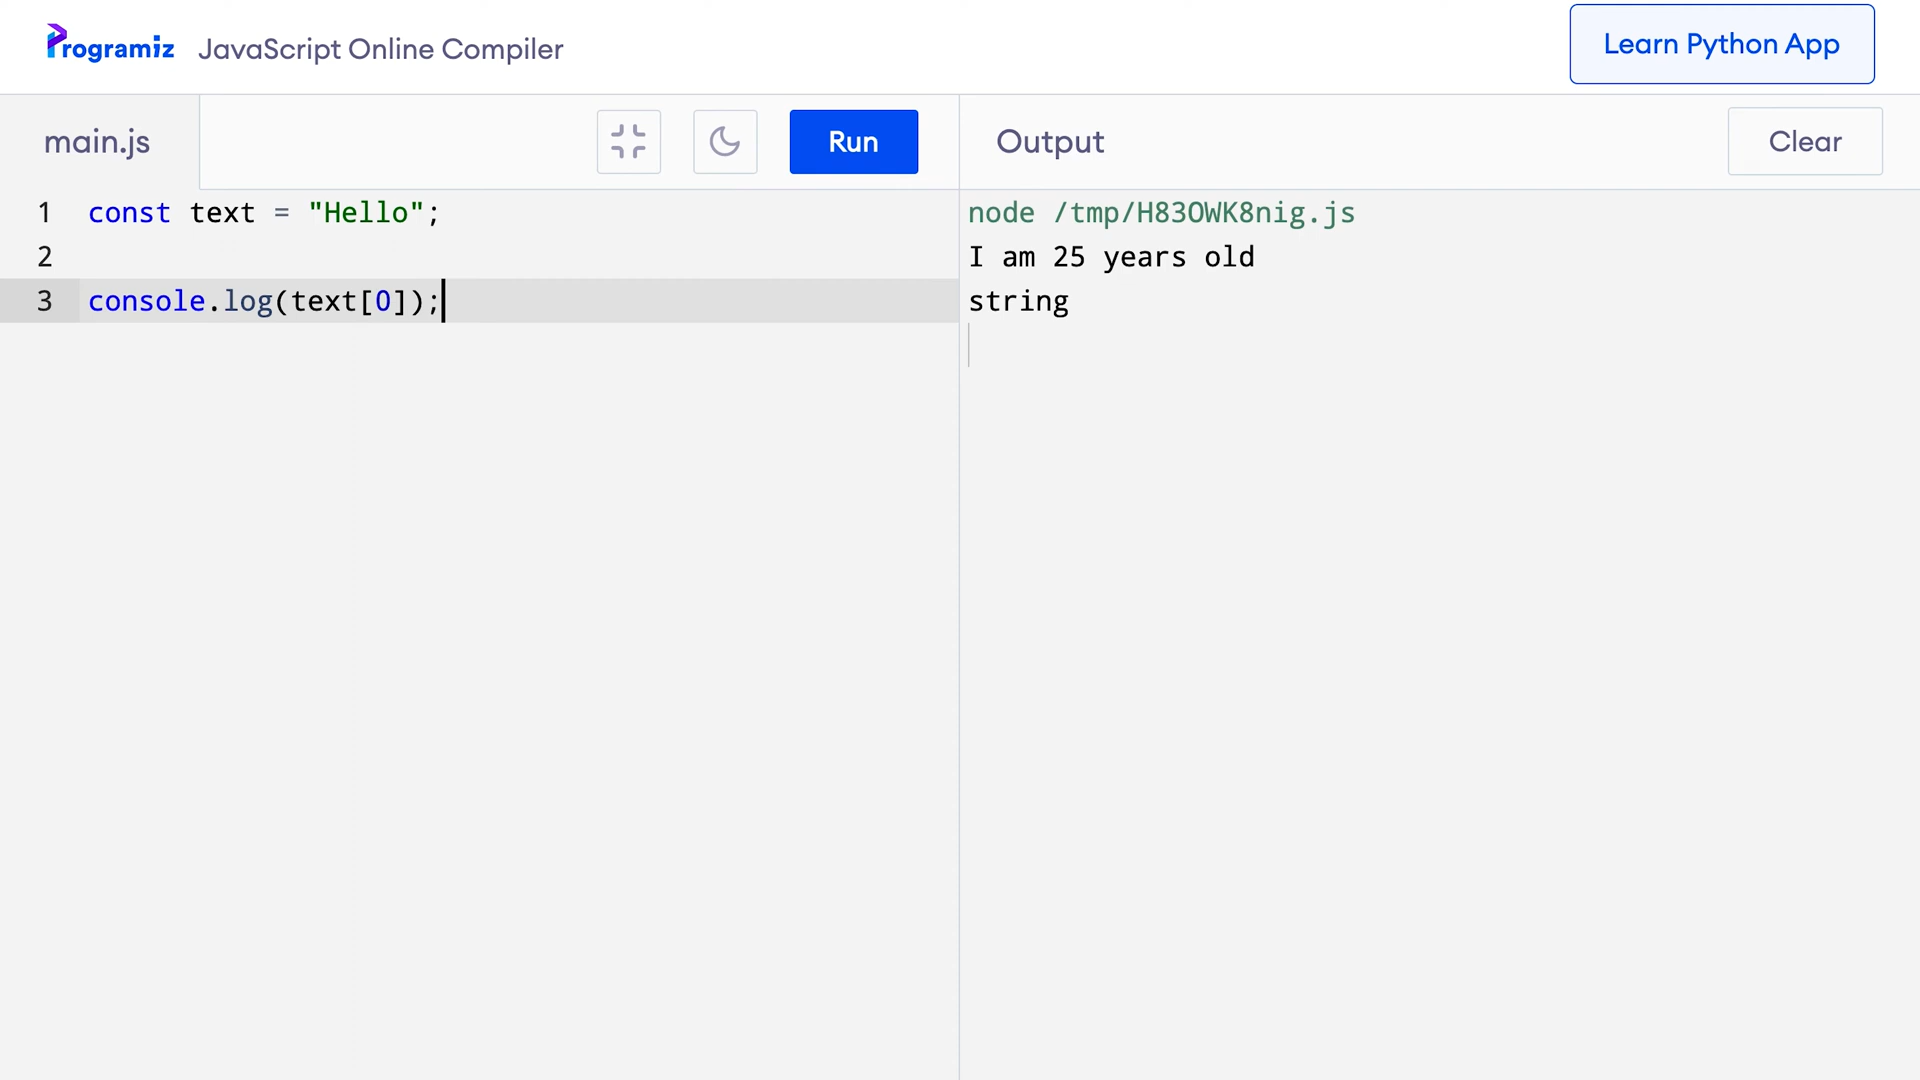 Programiz JavaScript Online Compiler
Learn Python App
main.js
Run
Output
Clear
1 const text = "Hello";
2
3 console.log(text[0]);
node /tmp/H83OWK8nig.js
I am 25 years old
string